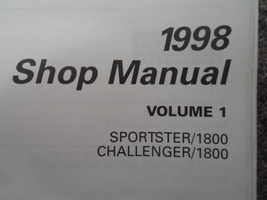 1998
Shop Manual
VOLUME 1
SPORTSTER/1800
CHALLENGER/1800